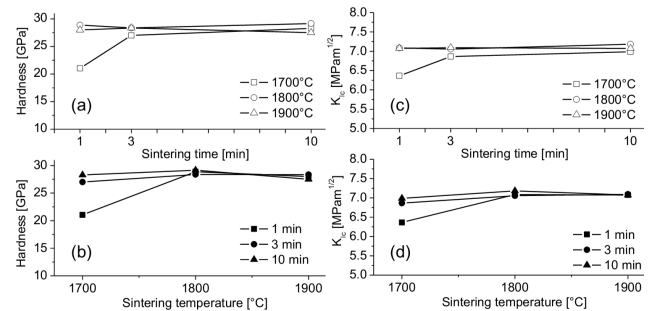 Hardness [GPa]
30
25
20
15
10
(a)
1700°C
1800°C
1900°C
1
3
10
Sintering time [min]
K_ic [MPam^1/2]
8.0
7.5
7.0
6.5
6.0
5.5
5.0
(c)
1700°C
1800°C
1900°C
1
3
10
Sintering time [min]
Hardness [GPa]
30
25
20
15
10
(b)
1 min
3 min
10 min
1700
1800
1900
Sintering temperature [°C]
K_ic [MPam^1/2]
8.0
7.5
7.0
6.5
6.0
5.5
5.0
(d)
1 min
3 min
10 min
1700
1800
1900
Sintering temperature [°C]